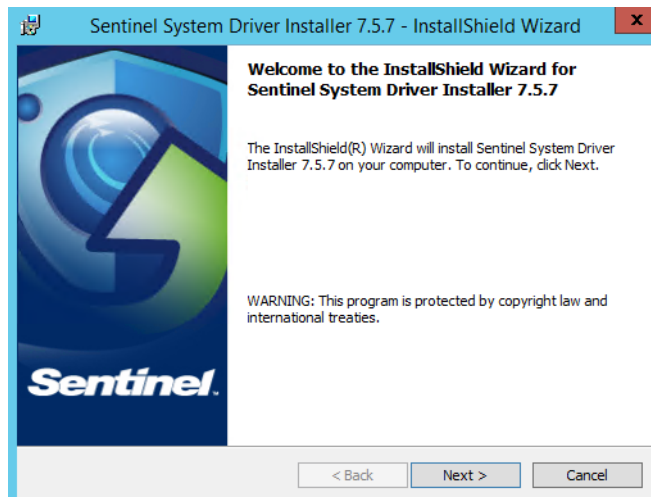 Sentinel System Driver Installer 7.5.7 - InstallShield Wizard
x
Welcome to the InstallShield Wizard for
Sentinel System Driver Installer 7.5.7
The InstallShield(R) Wizard will install Sentinel System Driver
Installer 7.5.7 on your computer. To continue, click Next.
WARNING: This program is protected by copyright law and
international treaties.
Sentinel.
< Back
Next >
Cancel